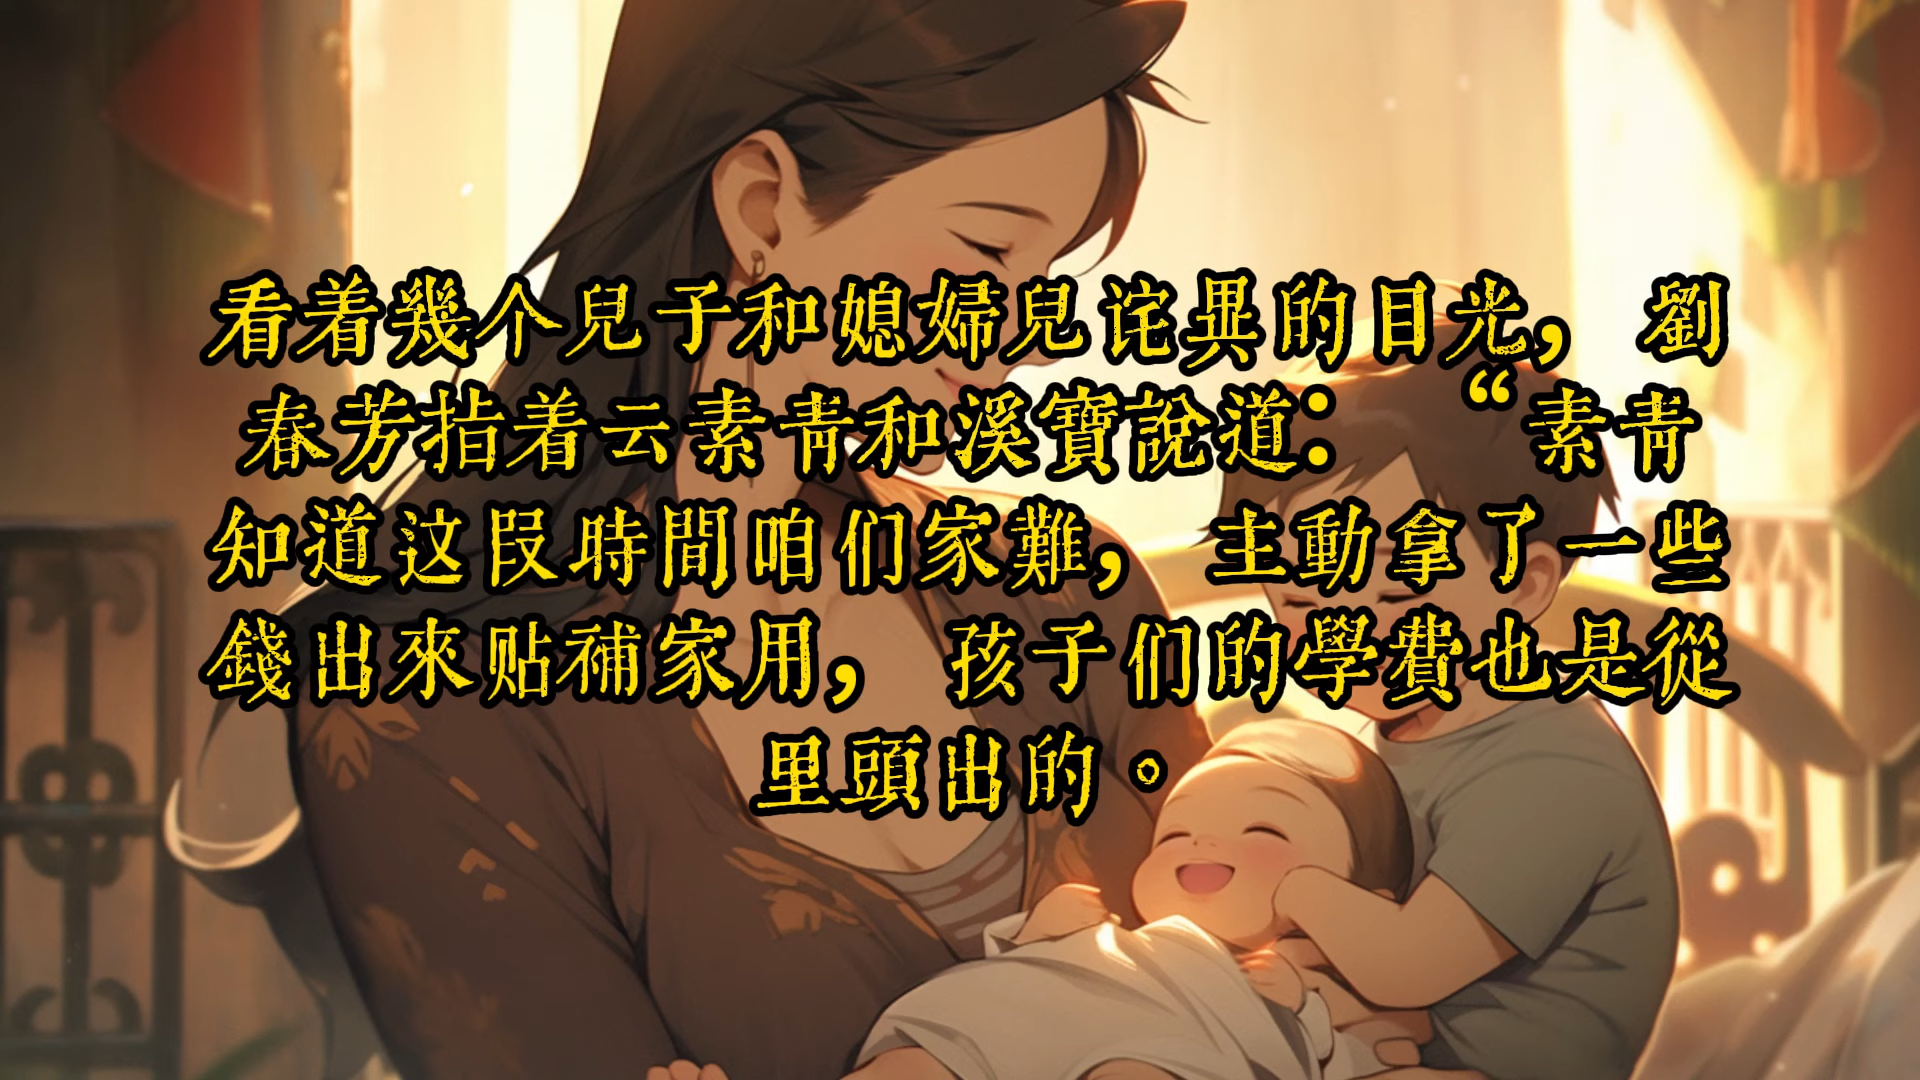 看着幾个兒子和媳婦兒诧異的目光，劉
春芳指着云素青和溪寶說道：“素青
知道这段時間咱们家難，主動拿了一些
錢出來贴補家用，孩子们的學費也是從
里頭出的。